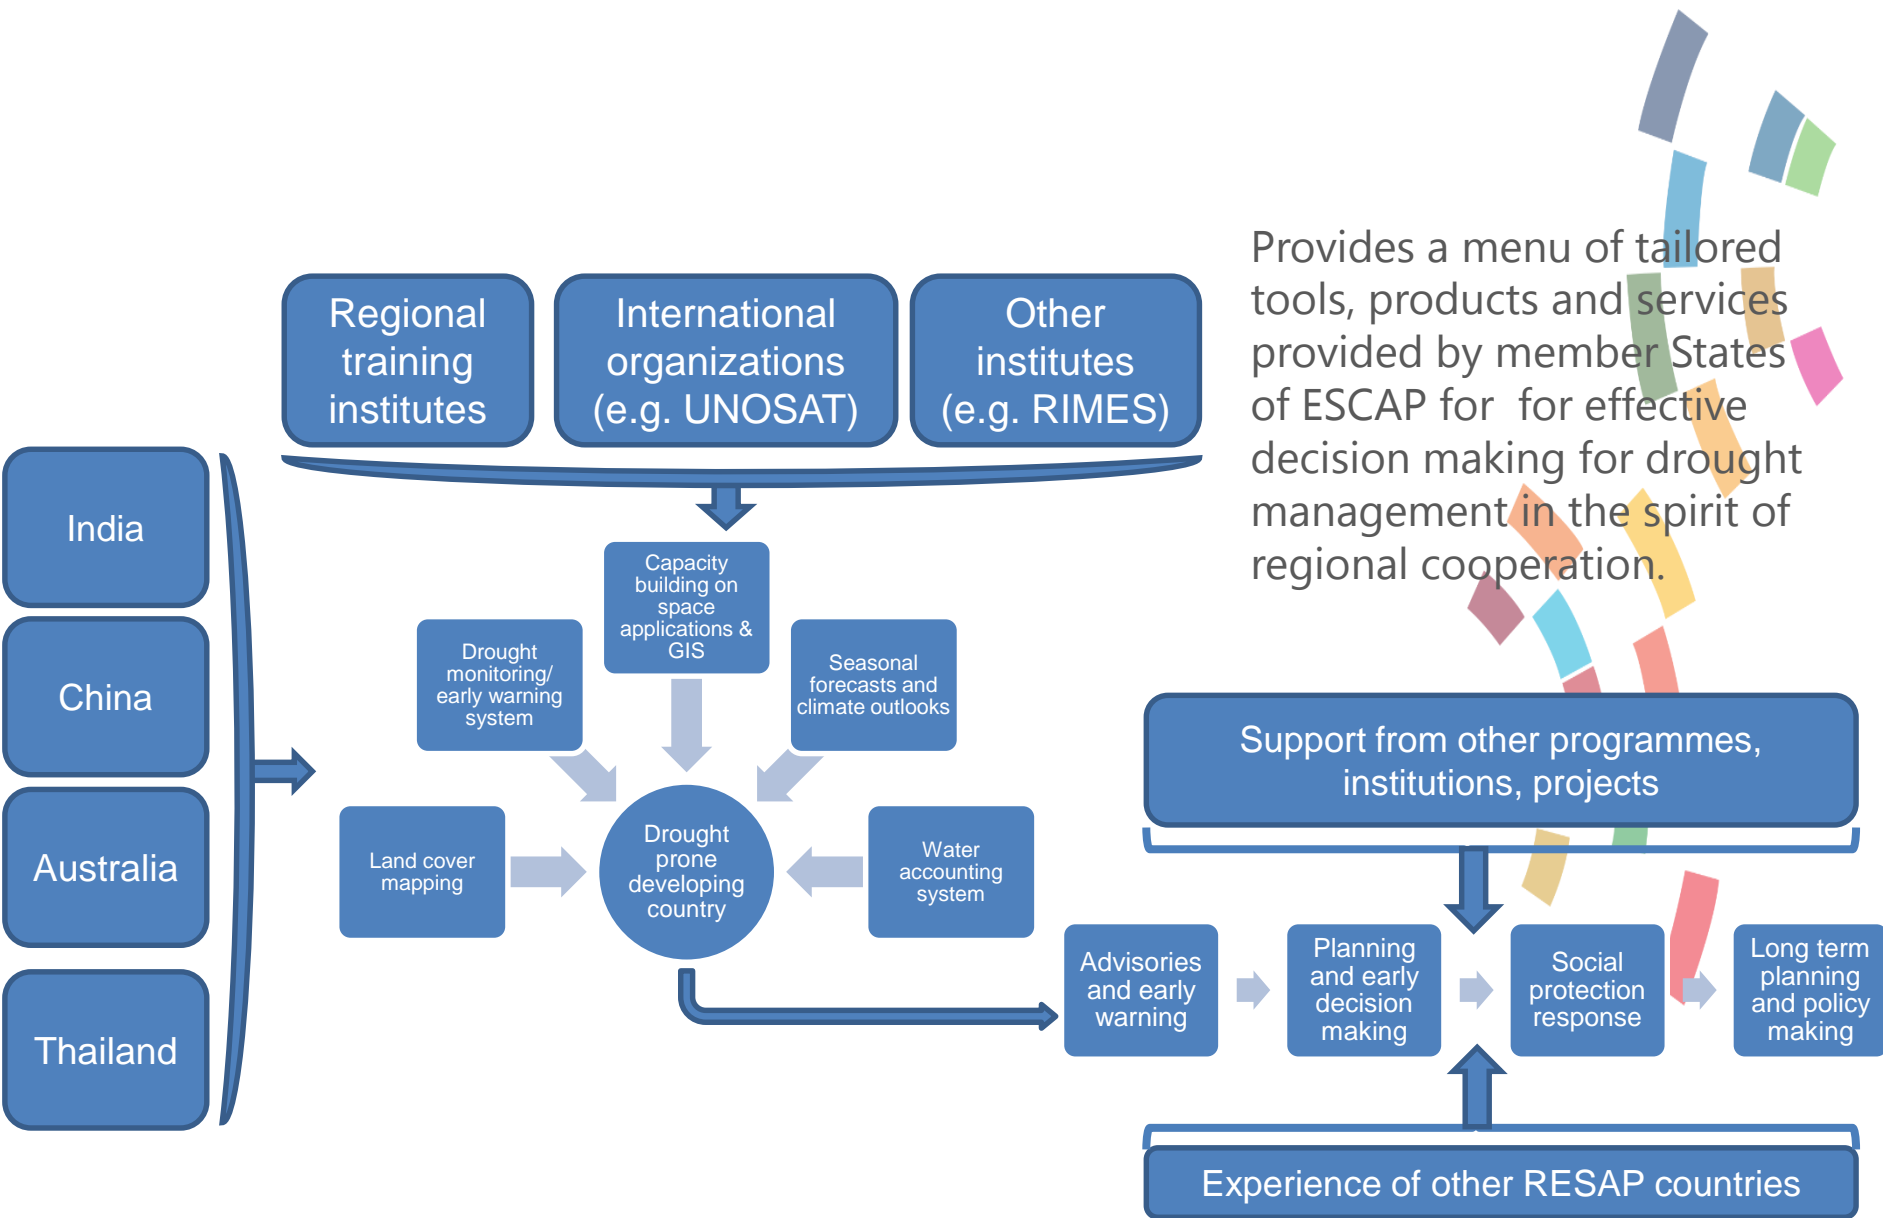 Provides a menu of tailored
tools, products and services
provided by member States
of ESCAP for  for effective
decision making for drought
management in the spirit of
regional cooperation.
Regional
training
institutes
International
organizations
(e.g. UNOSAT)
Other
institutes
(e.g. RIMES)
India
China
Australia
Thailand
Capacity
building on
space
applications &
GIS
Drought
monitoring/
early warning
system
Seasonal
forecasts and
climate outlooks
Land cover
mapping
Drought
prone
developing
country
Water
accounting
system
Support from other programmes,
institutions, projects
Advisories
and early
warning
Planning
and early
decision
making
Social
protection
response
Long term
planning
and policy
making
Experience of other RESAP countries